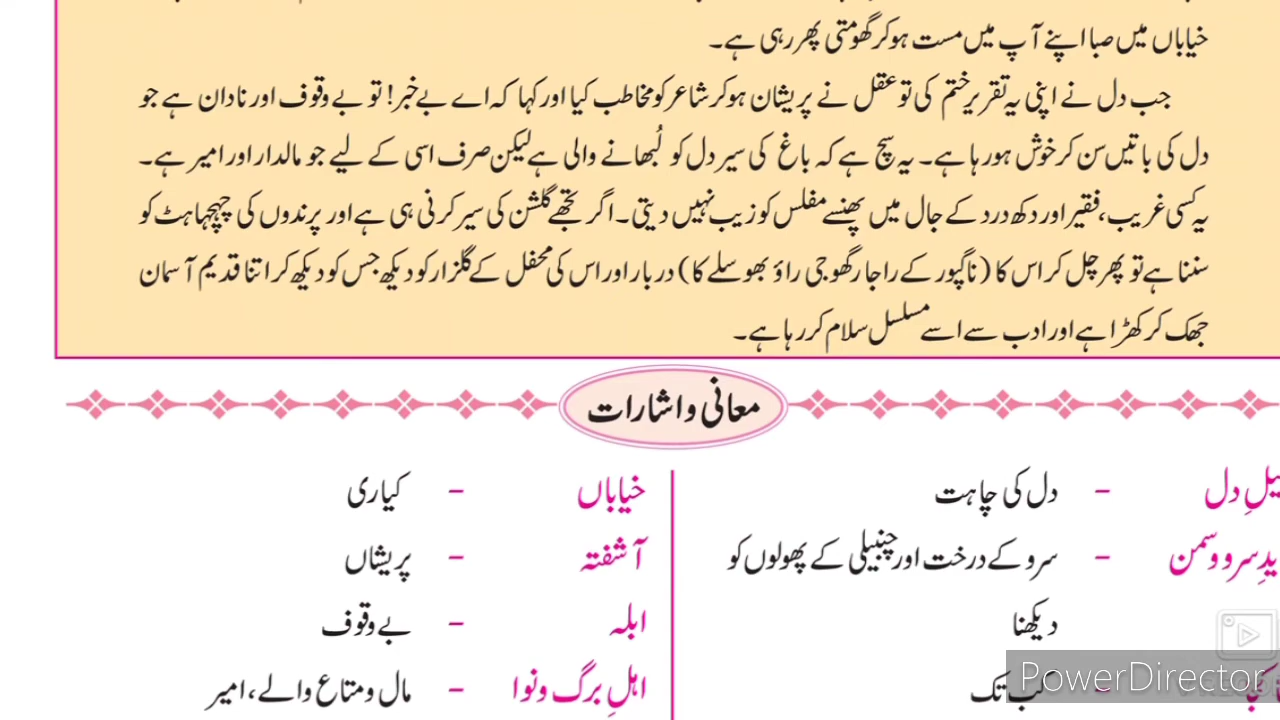 خیاباں میں صبا اپنے آپ میں مست ہو کر گھومتی پھر رہی ہے۔
جب دل نے اپنی یہ تقریر ختم کی تو عقل نے پریشان ہو کر شاعر کو مخاطب کیا اور کہا کہ اے بے خبر! تو بے وقوف اور نادان ہے جو
دل کی باتیں سن کر خوش ہو رہا ہے۔ یہ سچ ہے کہ باغ کی سیر دل کو لُبھانے والی ہے لیکن صرف اسی کے لیے جو مالدار اور امیر ہے۔
یہ کسی غریب، فقیر اور دکھ درد کے جال میں پھنسے مفلس کو زیب نہیں دیتی۔ اگر تجھے گلشن کی سیر کرنی ہی ہے اور پرندوں کی چہچہاہٹ کو
سننا ہے تو پھر چل کر اس کا (ناگپور کے راجا رگھوجی راؤ بھوسلے کا) دربار اور اس کی محفل کے گلزار کو دیکھ جس کو دیکھ کر اتنا قدیم آسمان
جھک کر کھڑا ہے اور ادب سے اسے مسلسل سلام کر رہا ہے۔
معانی و اشارات
دل - دل کی چاہت
سرو و سمن - سرو کے درخت اور چنبیلی کے پھولوں کو
دیکھنا
تک
خیاباں - کیاری
آشفتہ - پریشاں
ابلہ - بے وقوف
اہلِ برگ و نوا - مال و متاع والے، امیر
PowerDirector